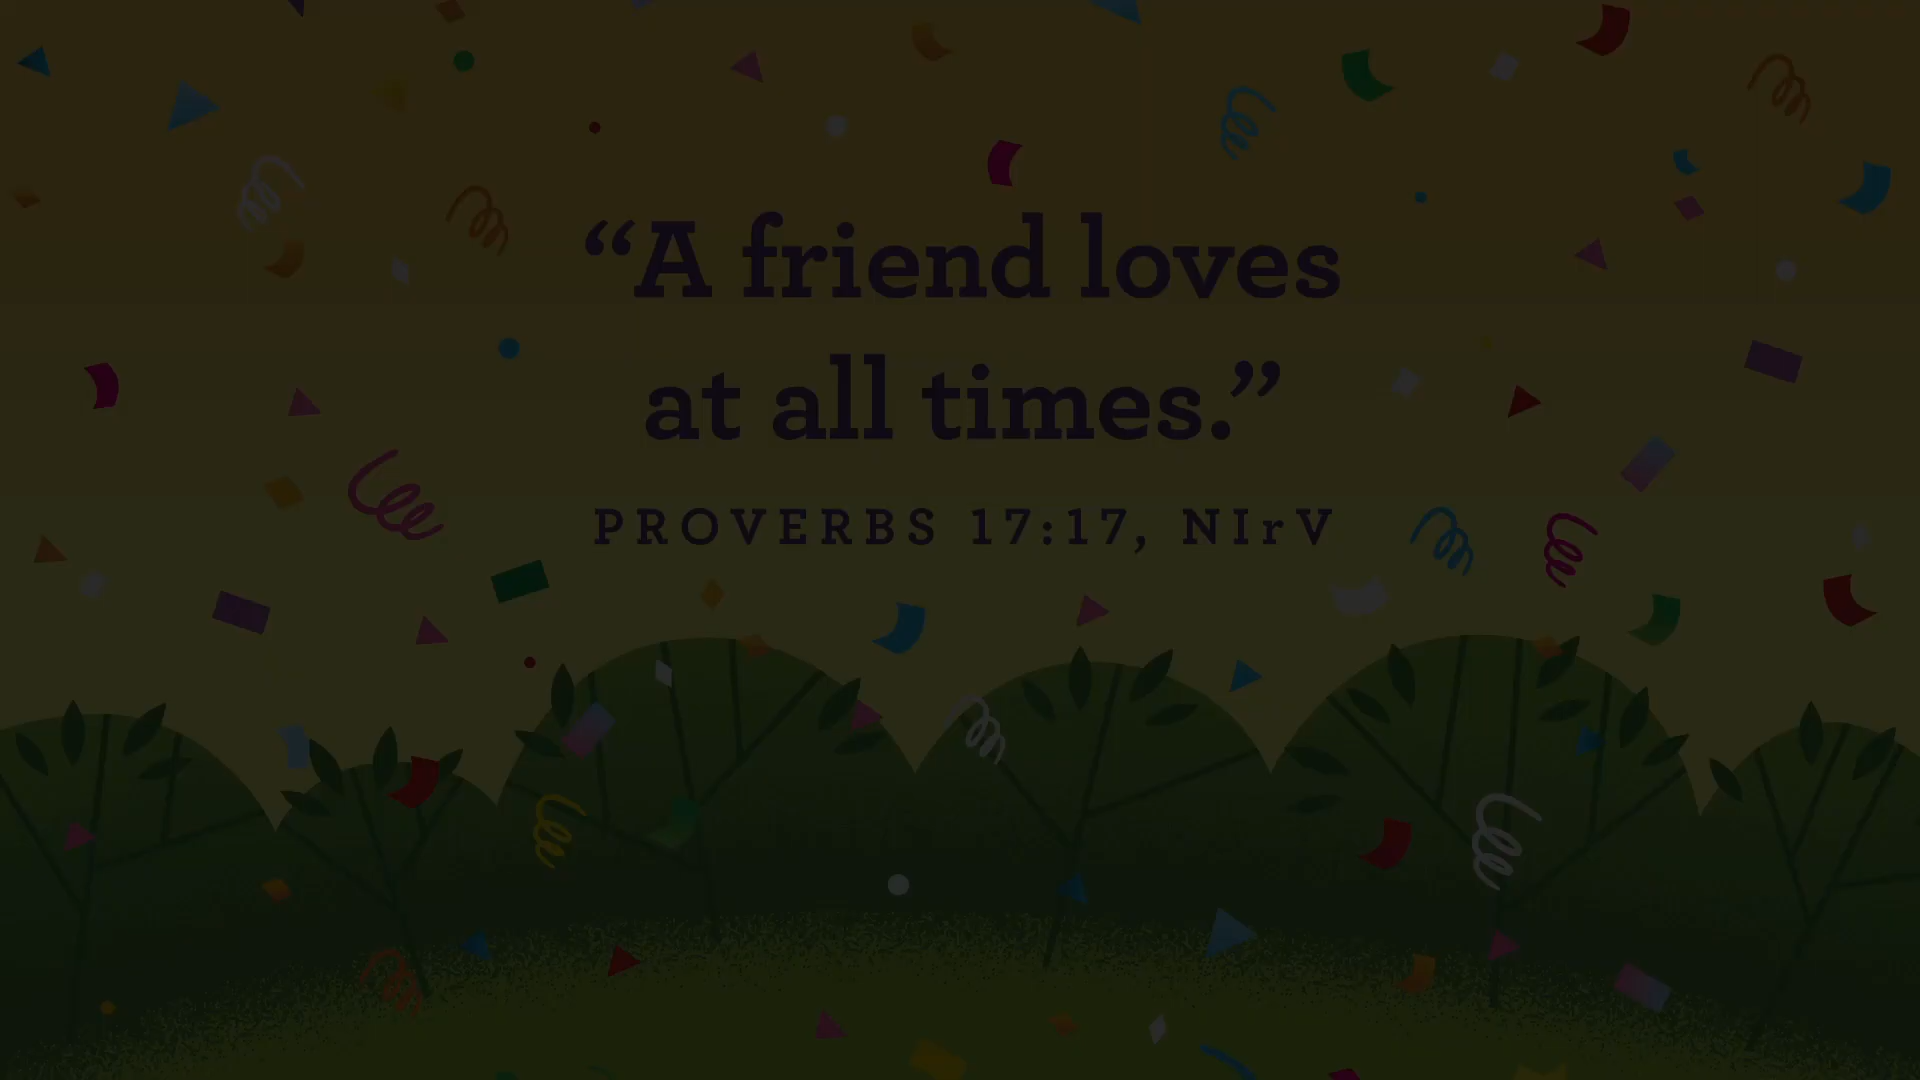 “A friend loves
at all times.”
PROVERBS 17:17, NIrV